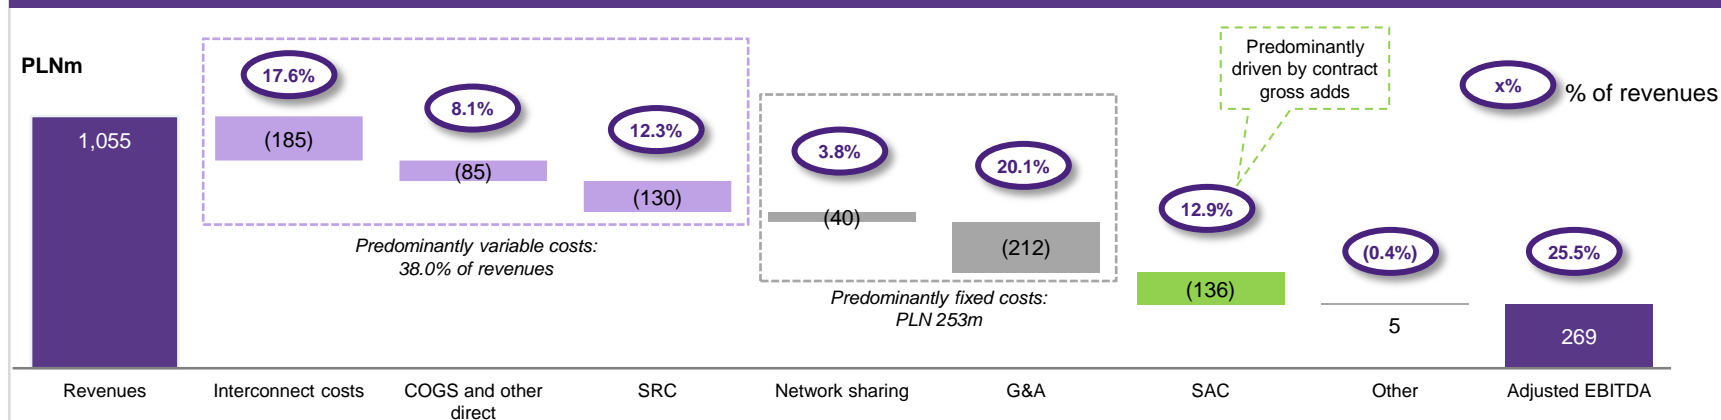 PLNm
17.6%
8.1%
12.3%
3.8%
20.1%
12.9%
(0.4%)
25.5%
Predominantly
driven by contract
gross adds
x%
% of revenues
1,055
(185)
(85)
(130)
(40)
(212)
(136)
5
269
Predominantly variable costs:
38.0% of revenues
Predominantly fixed costs:
PLN 253m
Revenues
Interconnect costs
COGS and other
direct
SRC
Network sharing
G&A
SAC
Other
Adjusted EBITDA